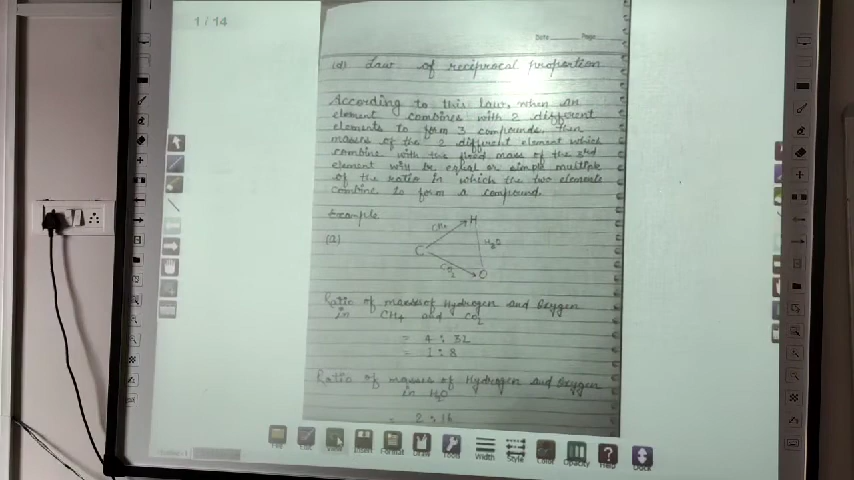 1 / 14
Date Page
(d) Law of reciprocal proportion
According to this Law, when an
element combines with 2 different
elements to form 3 compounds, then
masses of the 2 different element which
combine with the fixed mass of the 3rd
element will be equal or simple multiple
of the ratio in which the two elements
combine to form a compound.
Example
(a)
H
CH4
H2O
C
CO2
O
Ratio of masses of Hydrogen and Oxygen
in CH4 and CO2
= 4 : 32
= 1 : 8
Ratio of masses of Hydrogen and Oxygen
in H2O
= 2 : 16
File Edit View Insert Format Draw Tools Width Style Color Opacity Help Dock